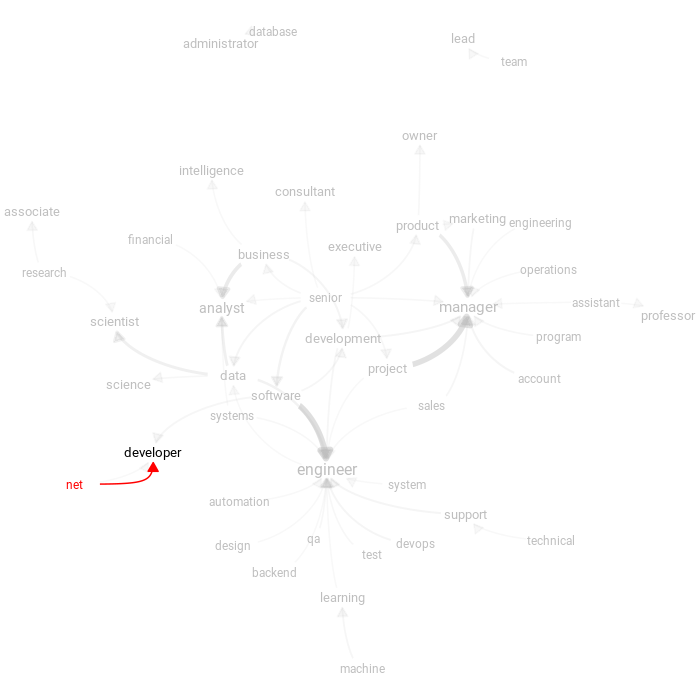 database
administrator
lead
team
owner
intelligence
consultant
associate
product
marketing
engineering
financial
executive
business
research
operations
senior
assistant
analyst
manager
professor
scientist
development
program
project
data
account
science
software
sales
systems
developer
engineer
net
system
automation
support
qa
technical
design
devops
test
backend
learning
machine